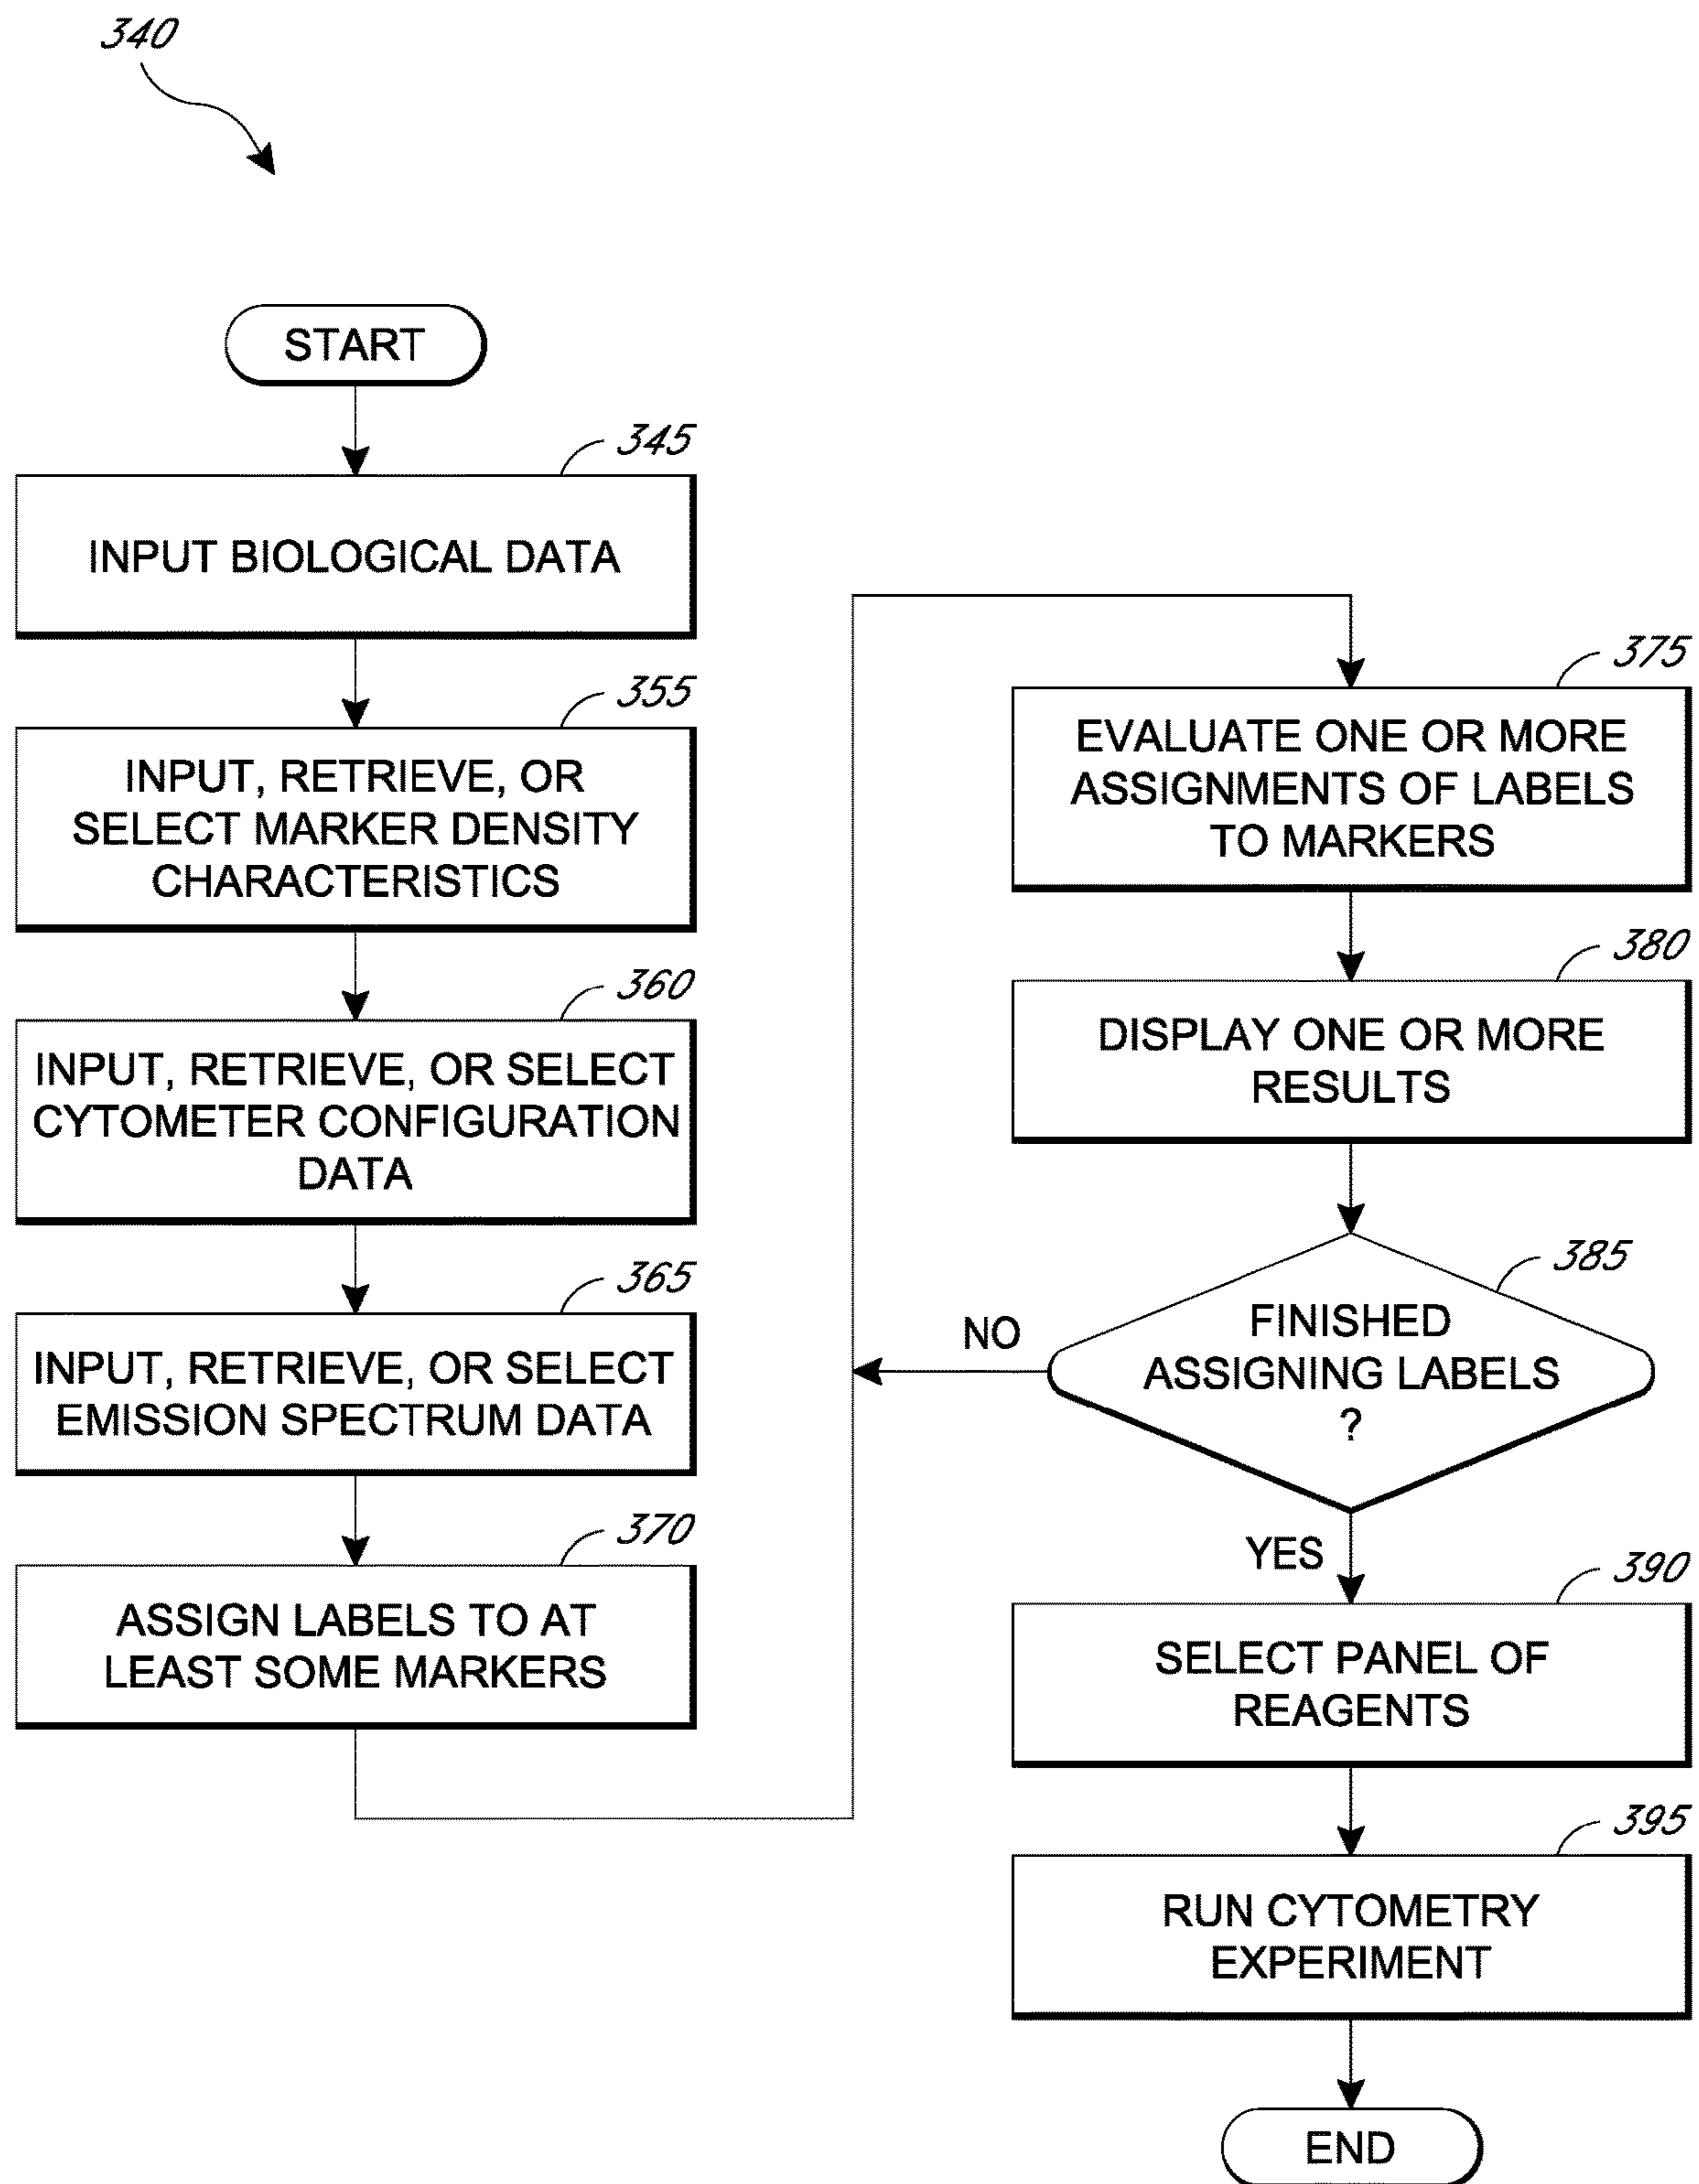 340
START
345
INPUT BIOLOGICAL DATA
355
INPUT, RETRIEVE, OR
SELECT MARKER DENSITY
CHARACTERISTICS
360
INPUT, RETRIEVE, OR SELECT
CYTOMETER CONFIGURATION
DATA
365
INPUT, RETRIEVE, OR SELECT
EMISSION SPECTRUM DATA
370
ASSIGN LABELS TO AT
LEAST SOME MARKERS
375
EVALUATE ONE OR MORE
ASSIGNMENTS OF LABELS
TO MARKERS
380
DISPLAY ONE OR MORE
RESULTS
385
FINISHED
ASSIGNING LABELS
?
NO
YES
390
SELECT PANEL OF
REAGENTS
395
RUN CYTOMETRY
EXPERIMENT
END